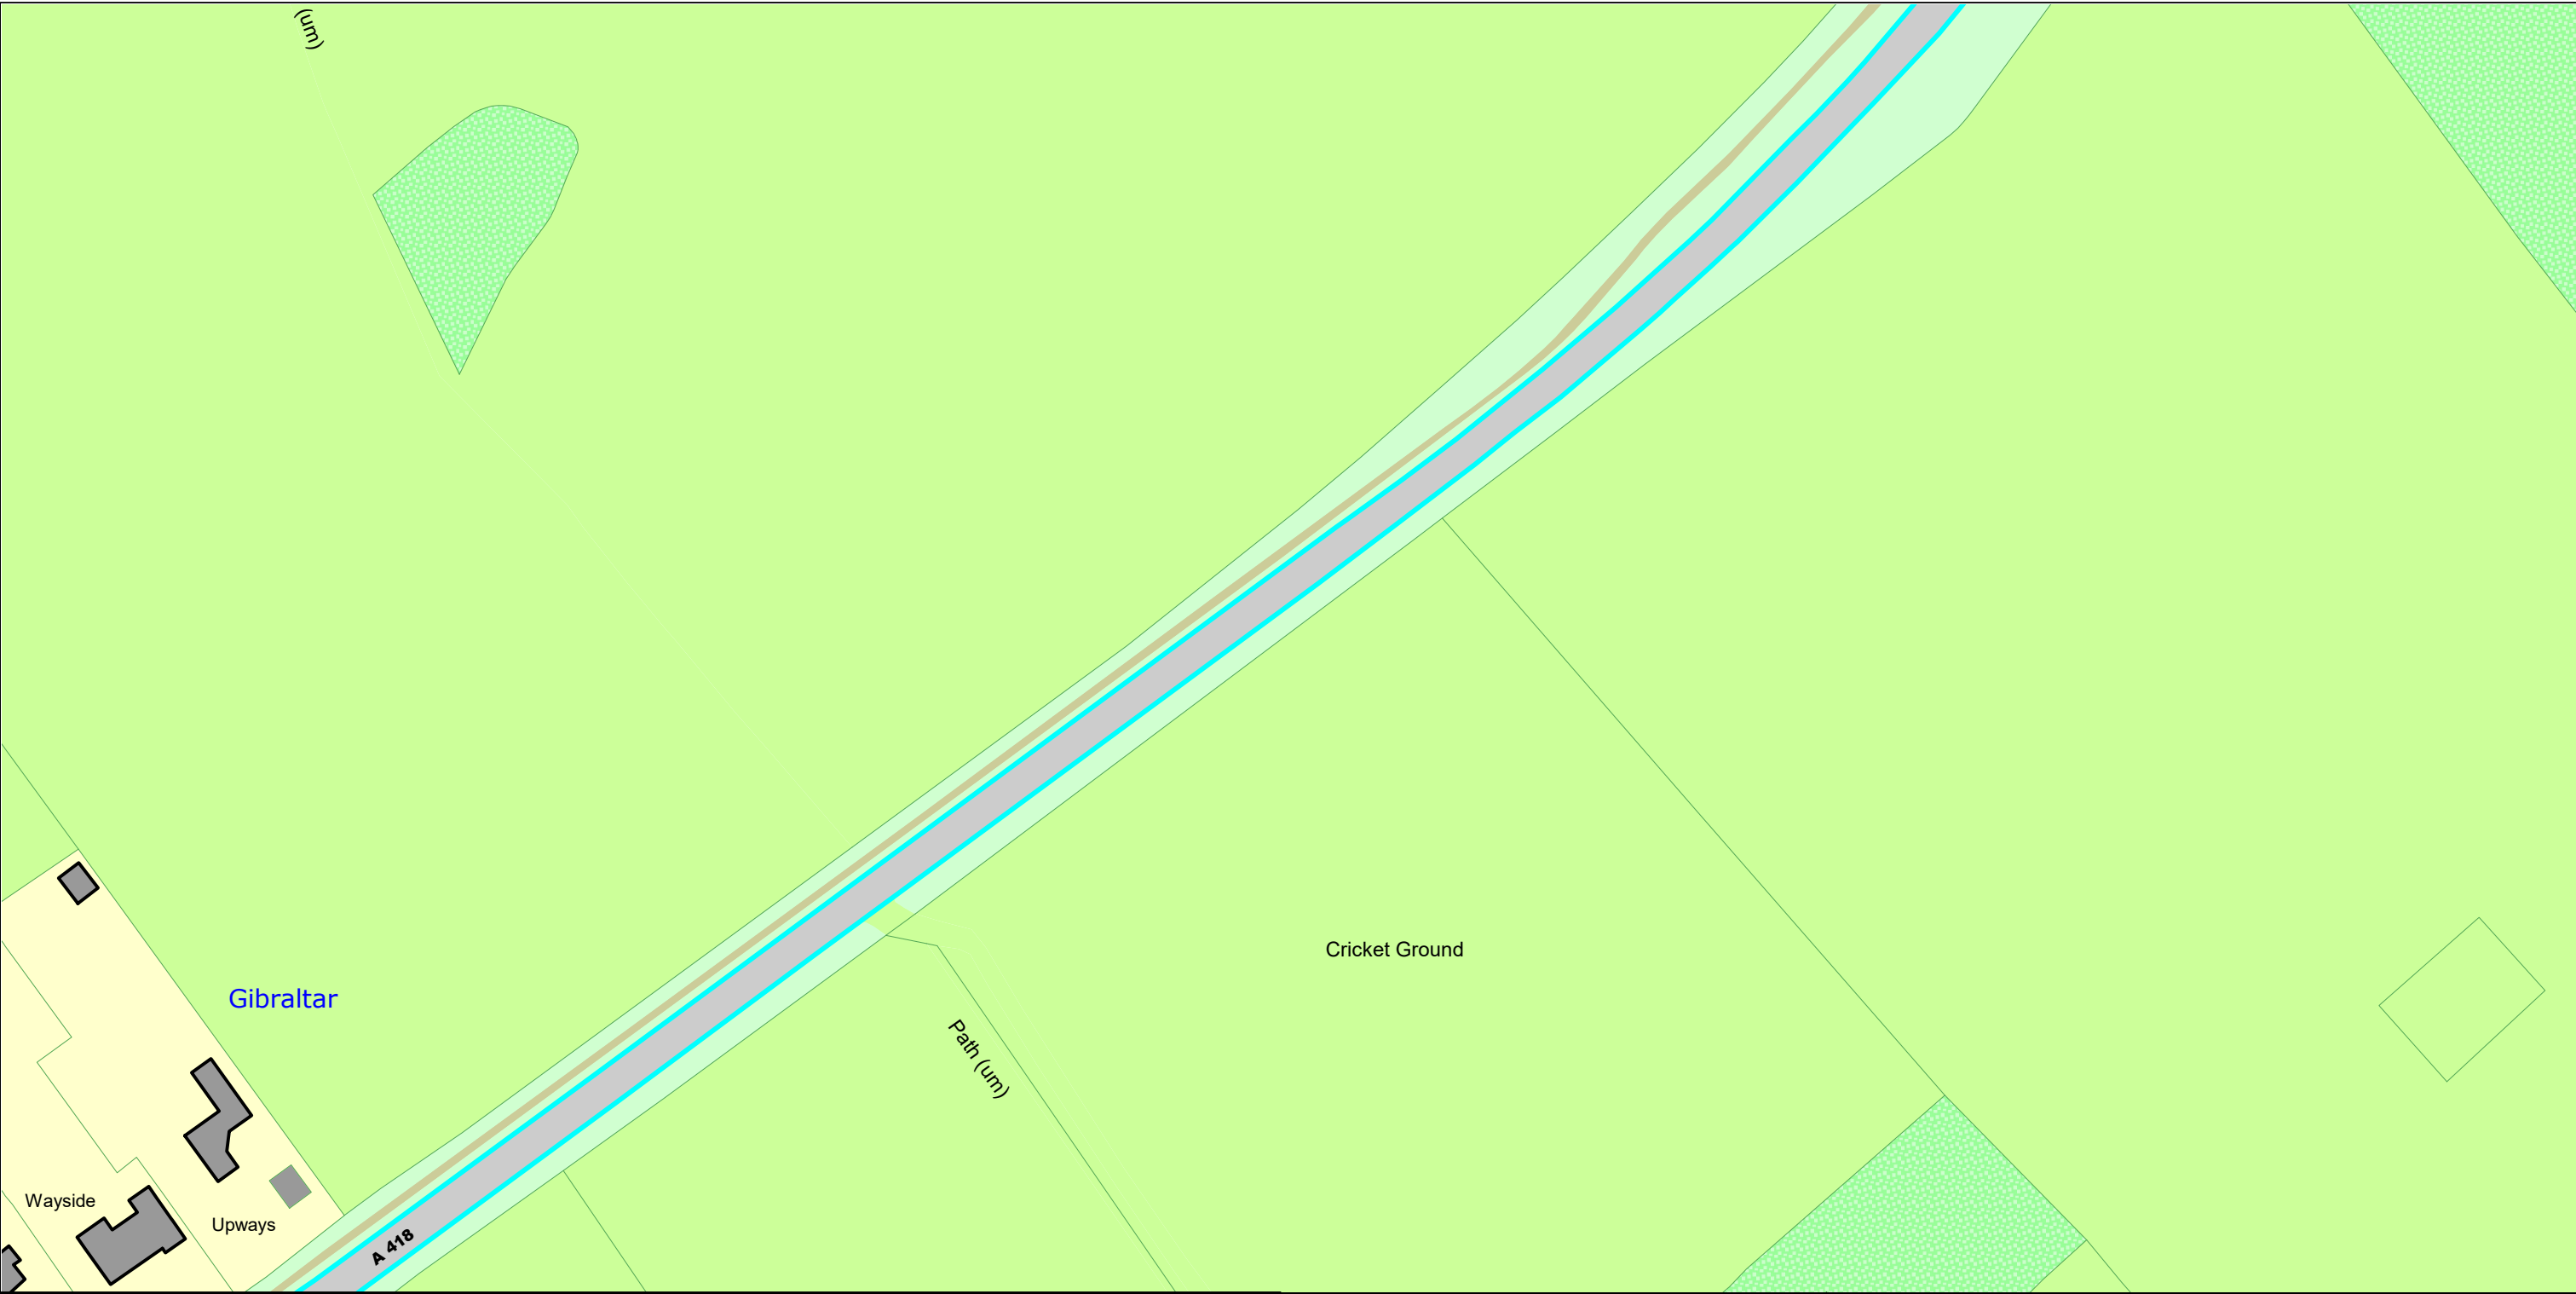 (um)
Cricket Ground
Gibraltar
Path (um)
Wayside
Upways
A 418